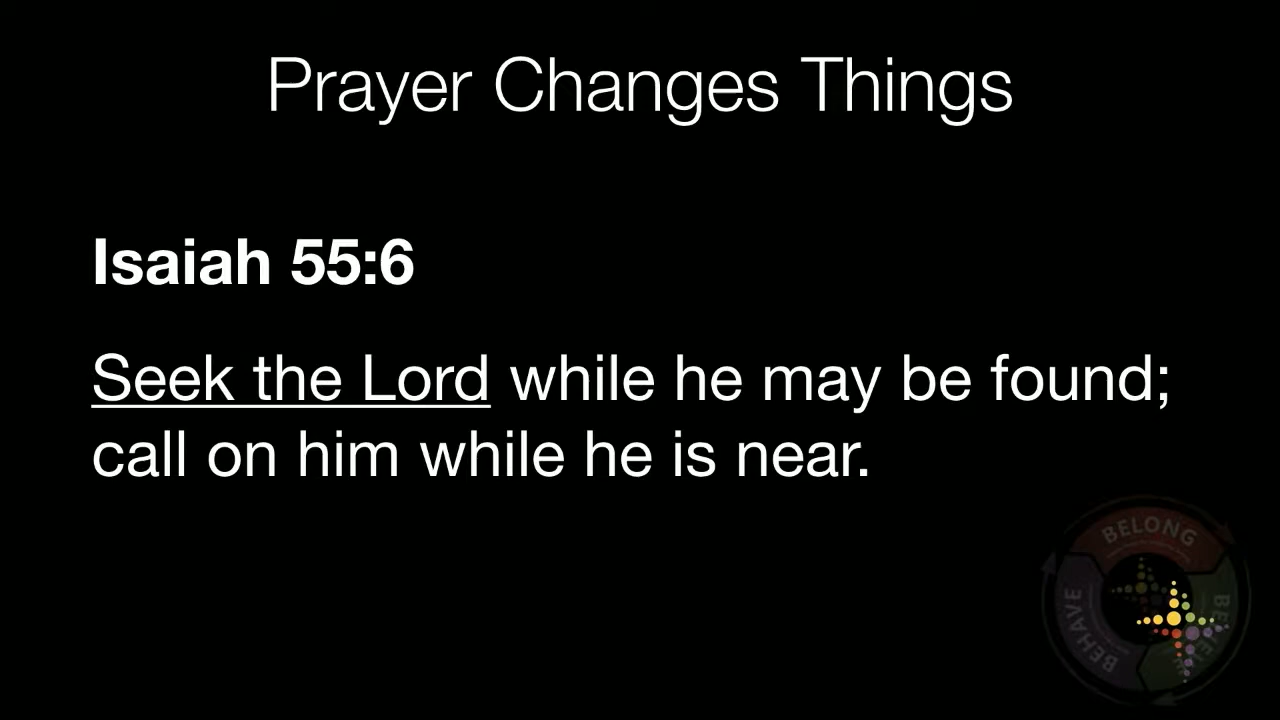 Prayer Changes Things
Isaiah 55:6
Seek the Lord while he may be found;
call on him while he is near.
BELONG
BEHAVE